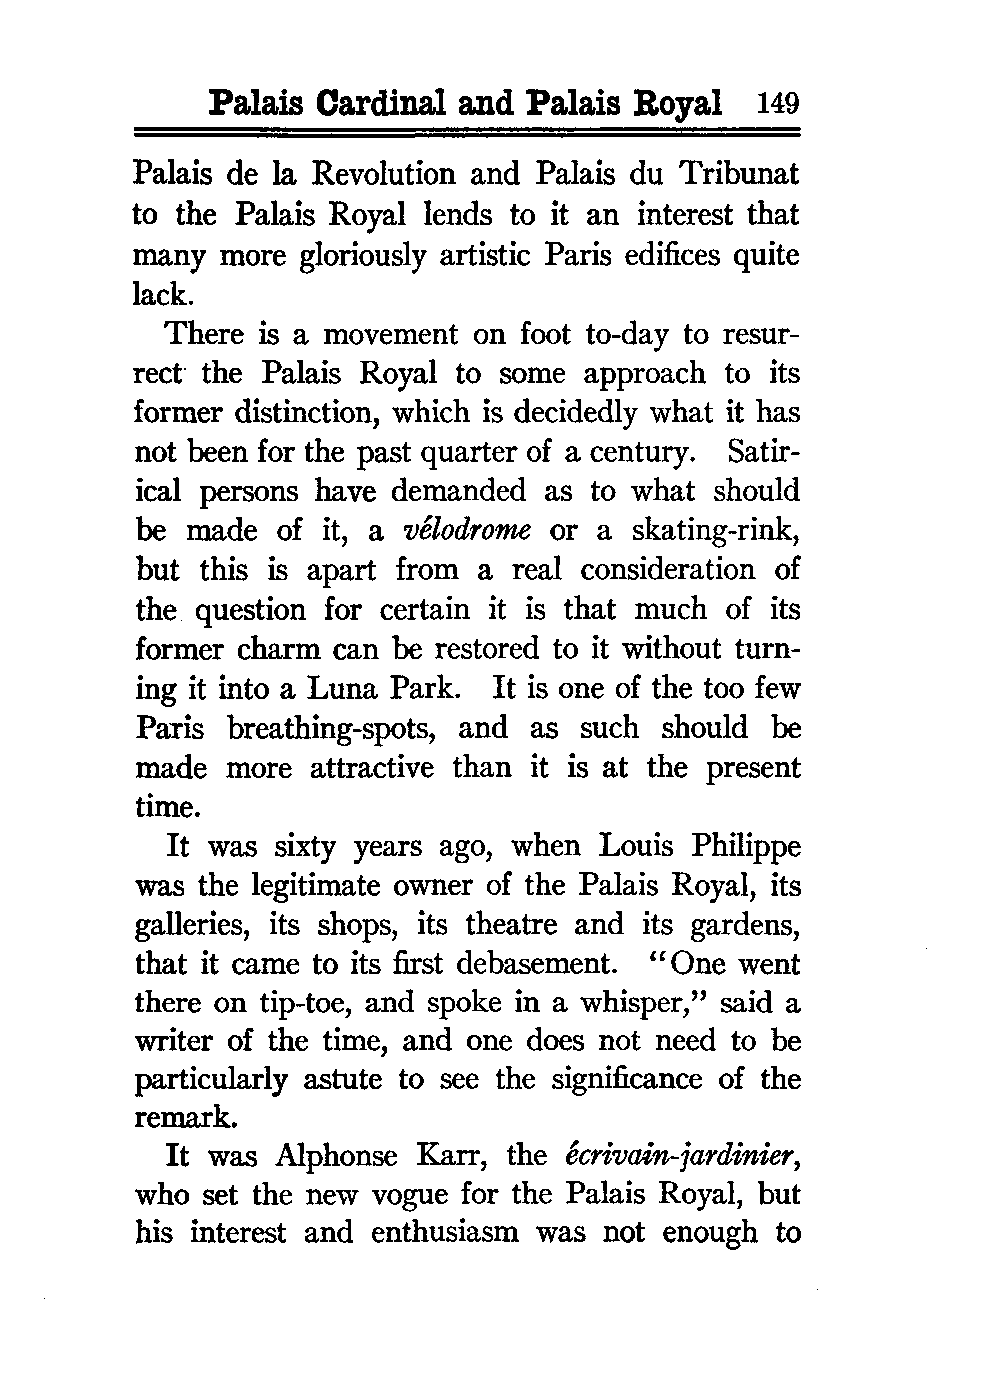 Palais Cardinal and Palais Royal 149
Palais de la Revolution and Palais du Tribunat
to the Palais Royal lends to it an interest that
many more gloriously artistic Paris edifices quite
lack.
There is a movement on foot to-day to resur-
rect the Palais Royal to some approach to its
former distinction, which is decidedly what it has
not been for the past quarter of a century. Satir-
ical persons have demanded as to what should
be made of it, a vélodrome or a skating-rink,
but this is apart from a real consideration of
the question for certain it is that much of its
former charm can be restored to it without turn-
ing it into a Luna Park. It is one of the too few
Paris breathing-spots, and as such should be
made more attractive than it is at the present
time.
It was sixty years ago, when Louis Philippe
was the legitimate owner of the Palais Royal, its
galleries, its shops, its theatre and its gardens,
that it came to its first debasement. “One went
there on tip-toe, and spoke in a whisper,” said a
writer of the time, and one does not need to be
particularly astute to see the significance of the
remark.
It was Alphonse Karr, the écrivain-jardinier,
who set the new vogue for the Palais Royal, but
his interest and enthusiasm was not enough to